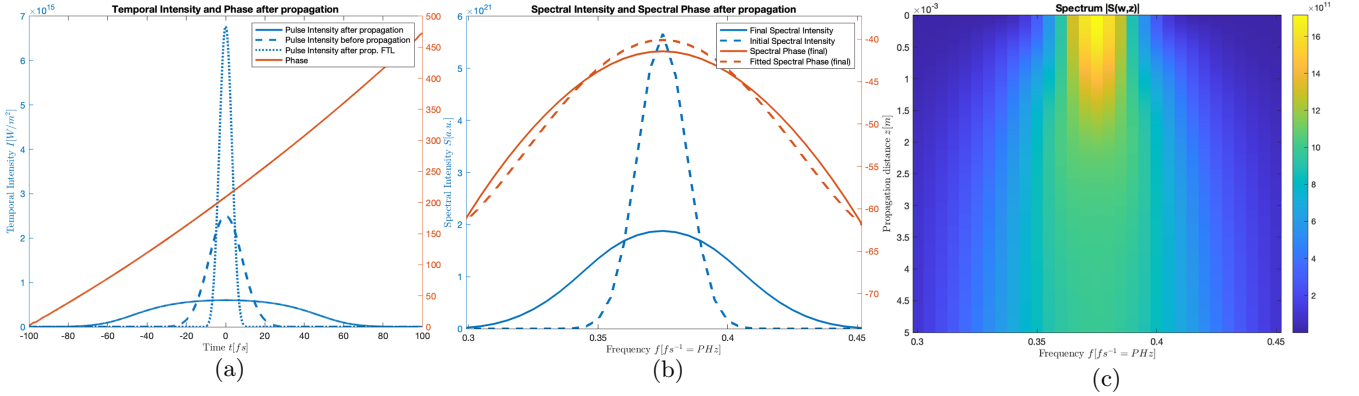 Temporal Intensity and Phase after propagation
×10^15
7
6
5
4
3
2
1
0
500
450
400
350
300
250
200
150
100
50
0
Temporal Intensity I[W/m²]
Pulse Intensity after propagation
Pulse Intensity before propagation
Pulse Intensity after prop. FTL
Phase
-100 -80 -60 -40 -20 0 20 40 60 80 100
Time t[fs]
(a)
Spectral Intensity and Spectral Phase after propagation
×10^21
6
5
4
3
2
1
0
-40
-45
-50
-55
-60
-65
-70
Spectral Intensity S[a.u.]
Final Spectral Intensity
Initial Spectral Intensity
Spectral Phase (final)
Fitted Spectral Phase (final)
0.3 0.35 0.4 0.45
Frequency f[fs⁻¹ = PHz]
(b)
Spectrum |S(w,z)|
×10^-3
0
0.5
1
1.5
2
2.5
3
3.5
4
4.5
5
Propagation distance z[m]
0.3 0.35 0.4 0.45
Frequency f[fs⁻¹ = PHz]
×10^11
16
14
12
10
8
6
4
2
(c)